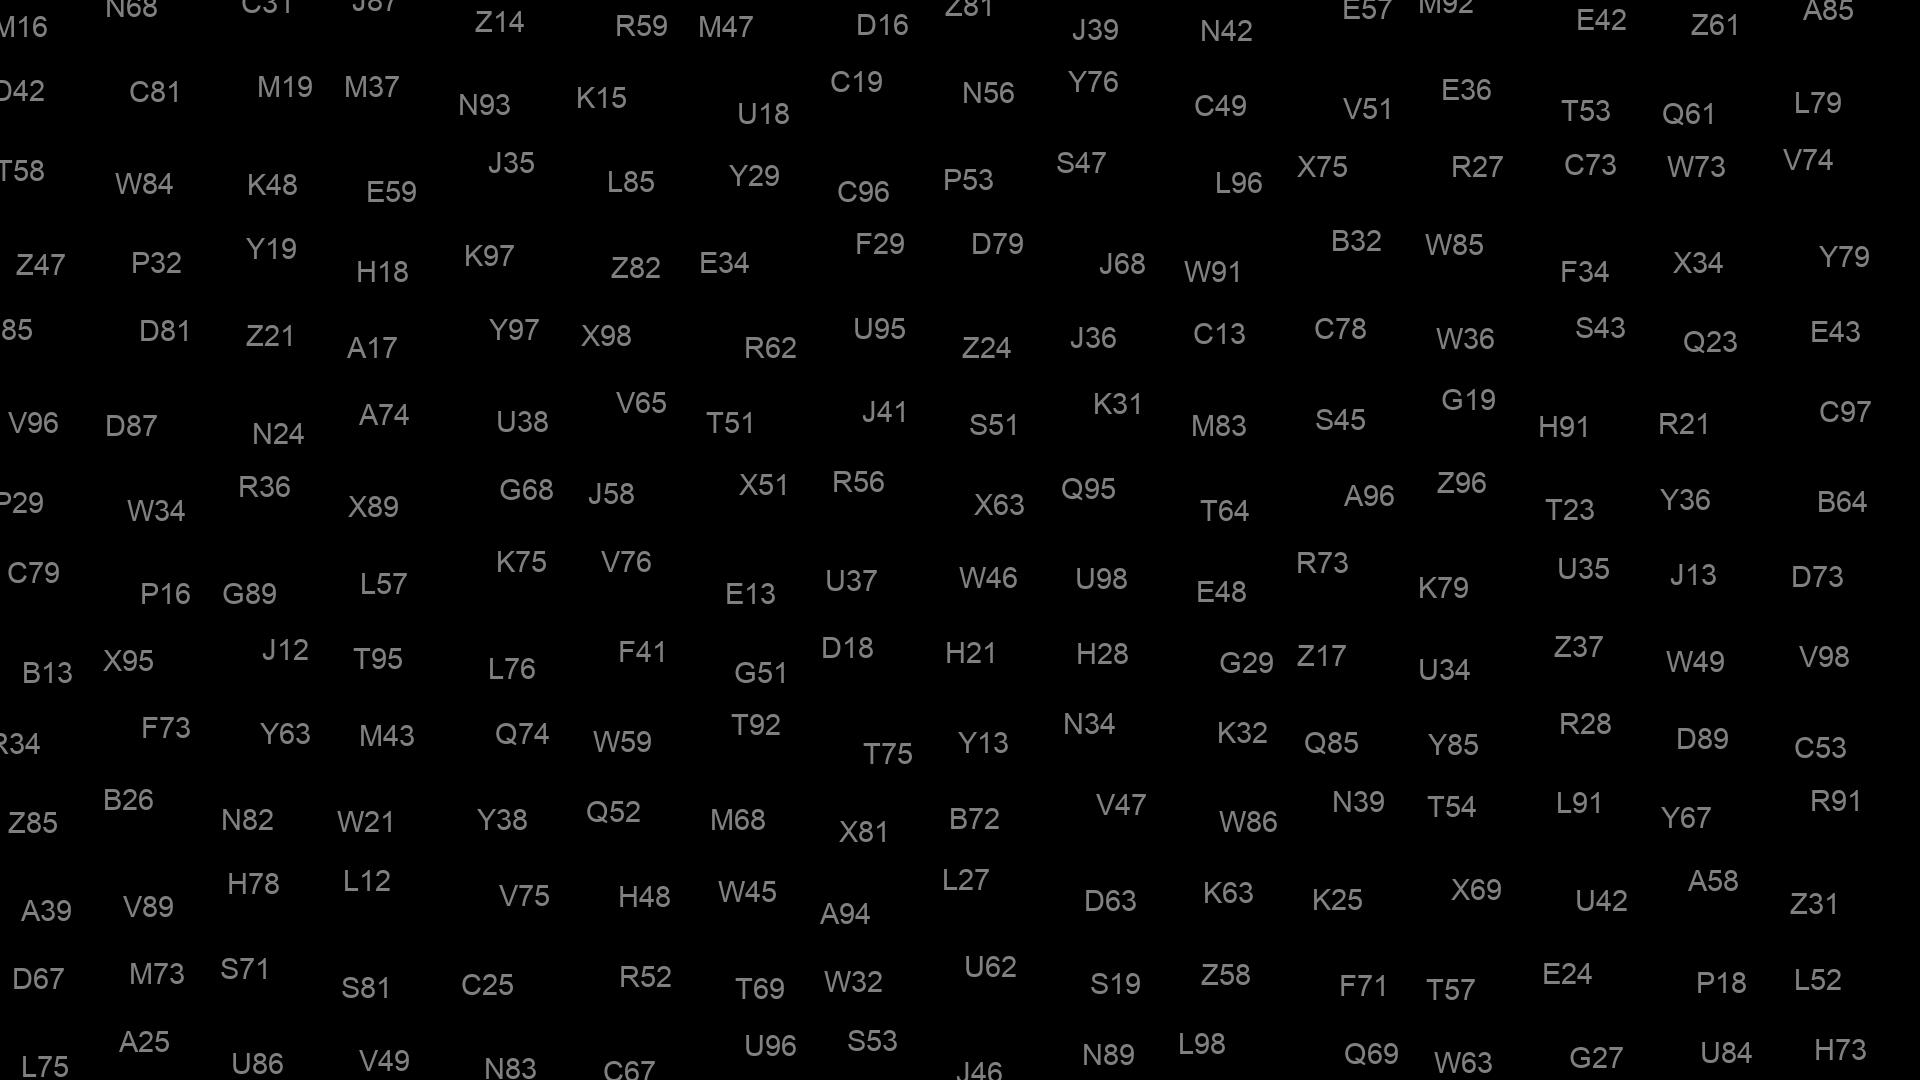 M16 N68 C31 J87 Z14 R59 M47 D16 Z81 J39 N42 E57 M92 E42 Z61 A85
D42 C81 M19 M37 N93 K15 U18 C19 N56 Y76 C49 V51 E36 T53 Q61 L79
T58 W84 K48 E59 J35 L85 Y29 C96 P53 S47 L96 X75 R27 C73 W73 V74
Z47 P32 Y19 H18 K97 Z82 E34 F29 D79 J68 W91 B32 W85 F34 X34 Y79
85 D81 Z21 A17 Y97 X98 R62 U95 Z24 J36 C13 C78 W36 S43 Q23 E43
V96 D87 N24 A74 U38 V65 T51 J41 S51 K31 M83 S45 G19 H91 R21 C97
P29 W34 R36 X89 G68 J58 X51 R56 X63 Q95 T64 A96 Z96 T23 Y36 B64
C79 P16 G89 L57 K75 V76 E13 U37 W46 U98 E48 R73 K79 U35 J13 D73
B13 X95 J12 T95 L76 F41 G51 D18 H21 H28 G29 Z17 U34 Z37 W49 V98
R34 F73 Y63 M43 Q74 W59 T92 T75 Y13 N34 K32 Q85 Y85 R28 D89 C53
Z85 B26 N82 W21 Y38 Q52 M68 X81 B72 V47 W86 N39 T54 L91 Y67 R91
A39 V89 H78 L12 V75 H48 W45 A94 L27 D63 K63 K25 X69 U42 A58 Z31
D67 M73 S71 S81 C25 R52 T69 W32 U62 S19 Z58 F71 T57 E24 P18 L52
L75 A25 U86 V49 N83 C67 U96 S53 J46 N89 L98 Q69 W63 G27 U84 H73